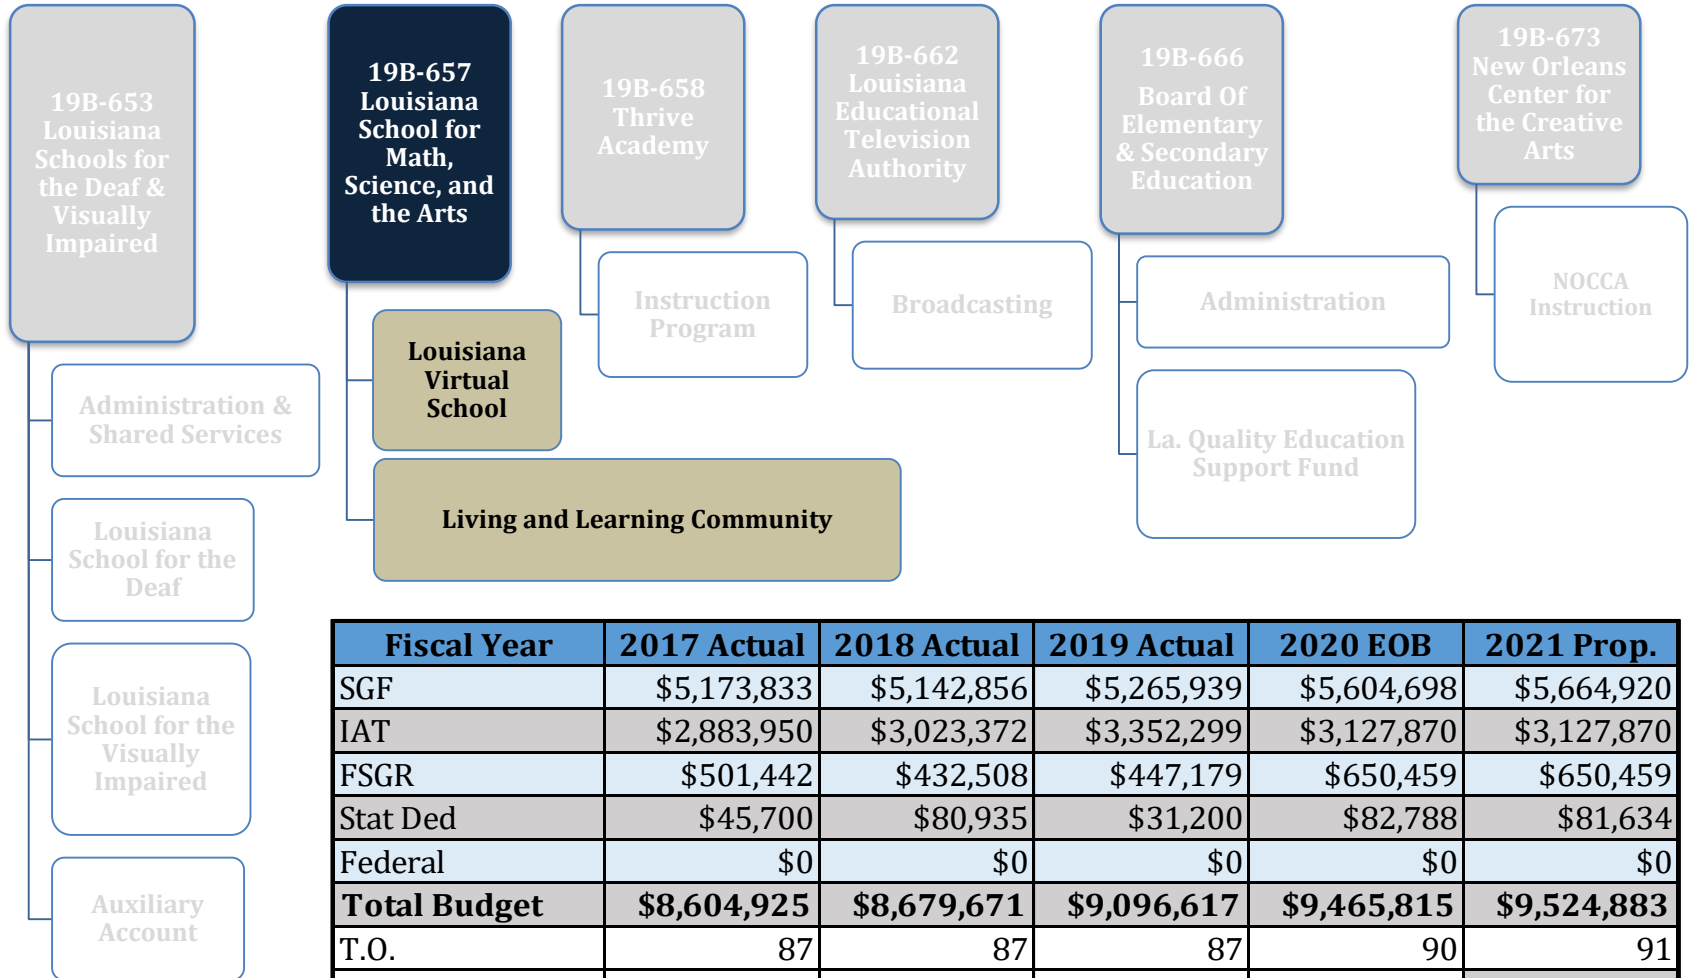 19B-653
Louisiana
Schools for
the Deaf &
Visually
Impaired
Administration &
Shared Services
Louisiana
School for the
Deaf
Louisiana
School for the
Visually
Impaired
Auxiliary
Account
19B-657
Louisiana
School for
Math,
Science, and
the Arts
Louisiana
Virtual
School
Living and Learning Community
19B-658
Thrive
Academy
Instruction
Program
19B-662
Louisiana
Educational
Television
Authority
Broadcasting
19B-666
Board Of
Elementary
& Secondary
Education
Administration
La. Quality Education
Support Fund
19B-673
New Orleans
Center for
the Creative
Arts
NOCCA
Instruction
Fiscal Year 2017 Actual 2018 Actual 2019 Actual 2020 EOB 2021 Prop.
SGF $5,173,833 $5,142,856 $5,265,939 $5,604,698 $5,664,920
IAT $2,883,950 $3,023,372 $3,352,299 $3,127,870 $3,127,870
FSGR $501,442 $432,508 $447,179 $650,459 $650,459
Stat Ded $45,700 $80,935 $31,200 $82,788 $81,634
Federal $0 $0 $0 $0 $0
Total Budget $8,604,925 $8,679,671 $9,096,617 $9,465,815 $9,524,883
T.O. 87 87 87 90 91